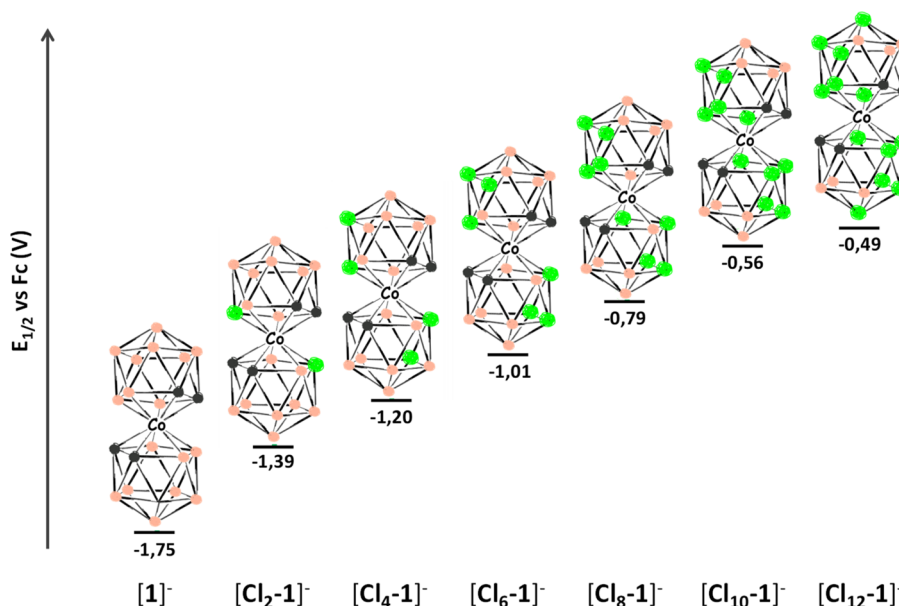 E1/2 vs Fc (V)
Co
-1,75
Co
-1,39
Co
-1,20
Co
-1,01
Co
-0,79
Co
-0,56
Co
-0,49
[1]-
[Cl2-1]-
[Cl4-1]-
[Cl6-1]-
[Cl8-1]-
[Cl10-1]-
[Cl12-1]-